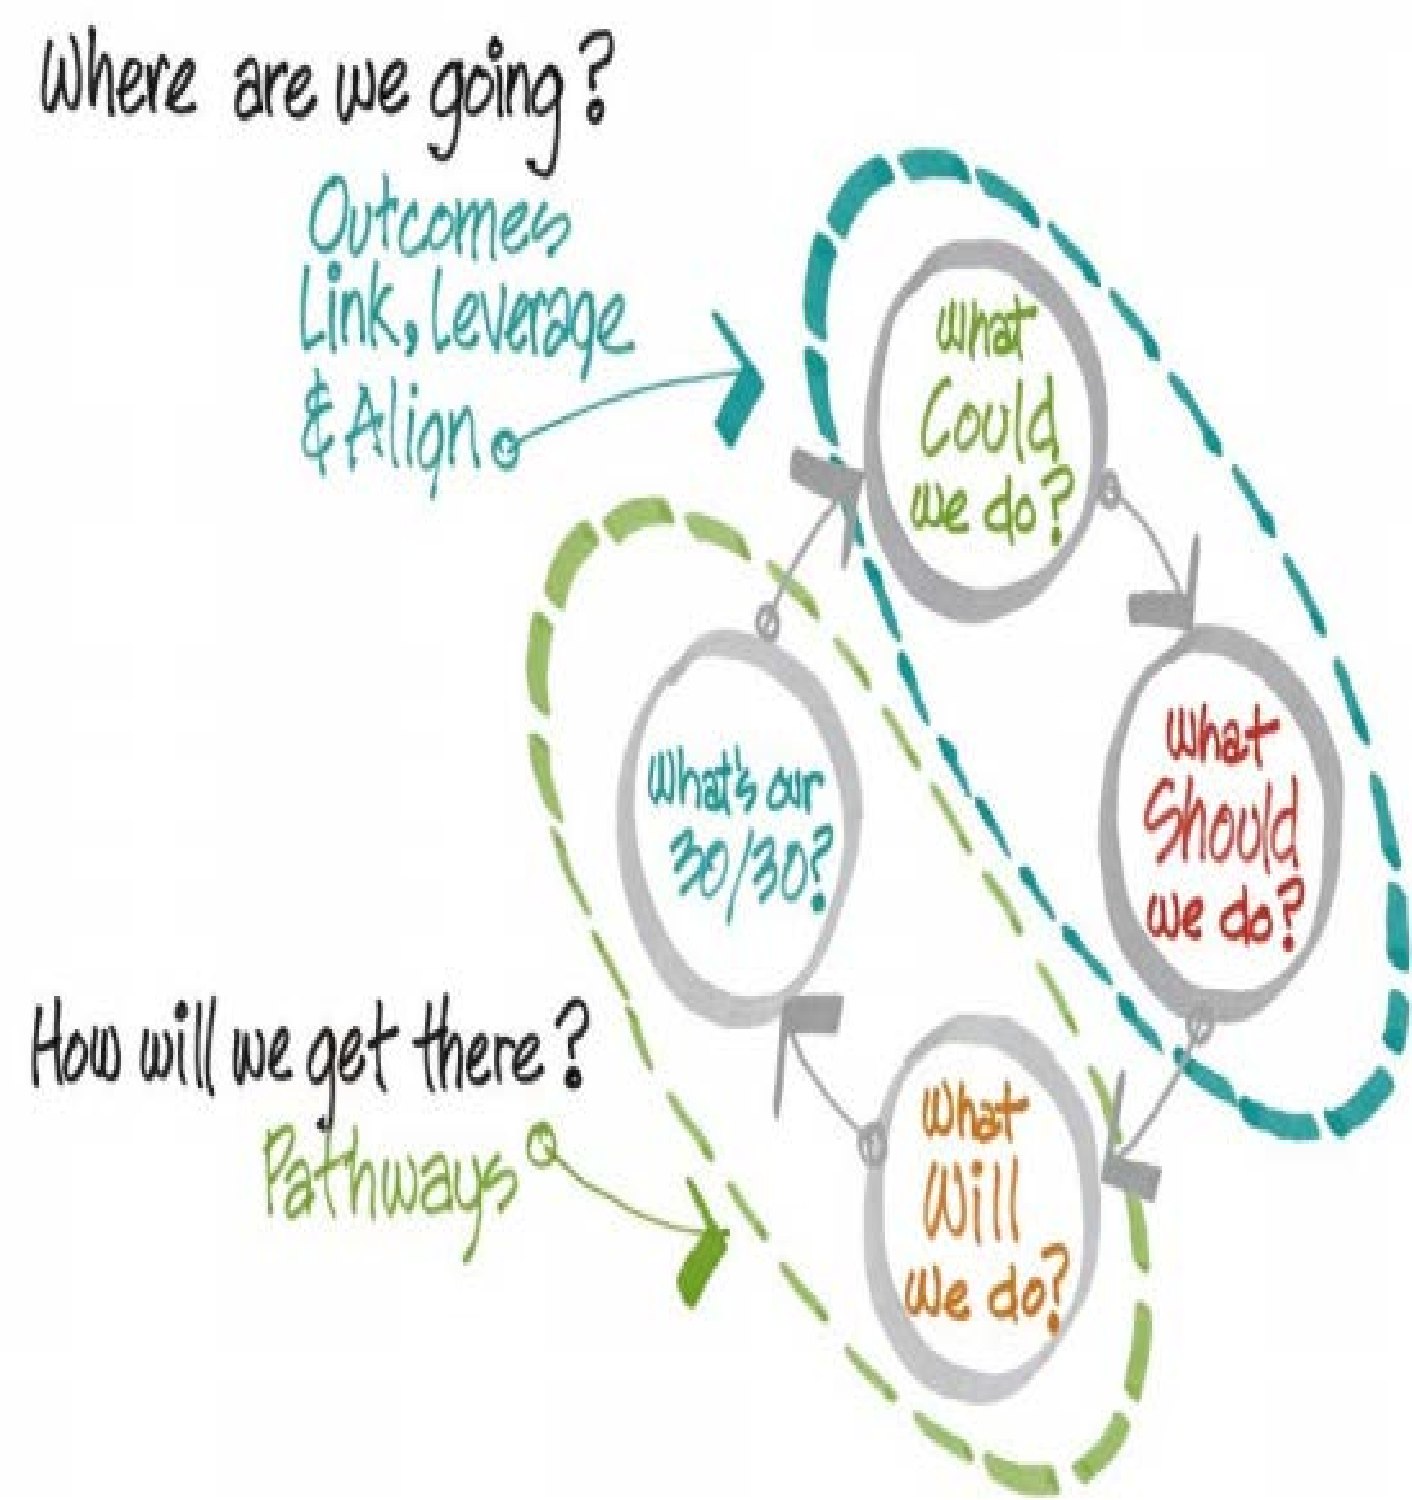 Where are we going?
Outcomes
Link, Leverage
& Align
What
Could
we do?
What
Should
we do?
What's our
30/30?
How will we get there?
Pathways
What
Will
we do?